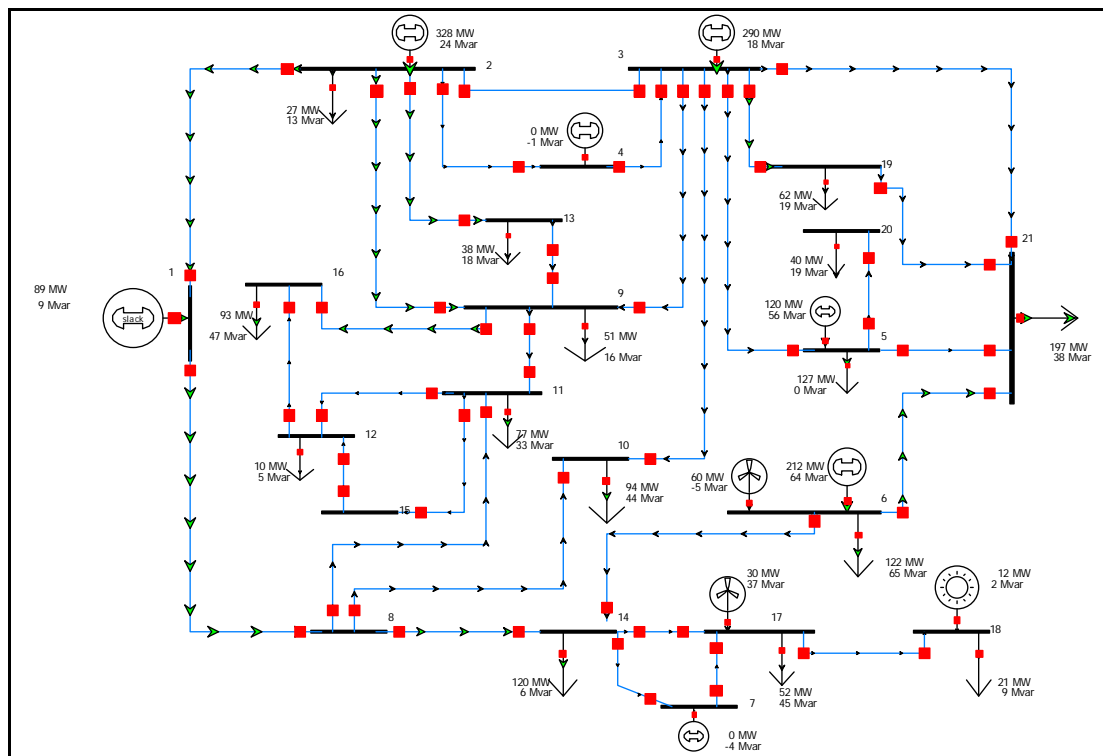 328 MW
24 Mvar
2
290 MW
18 Mvar
3
27 MW
13 Mvar
0 MW
-1 Mvar
4
19
62 MW
19 Mvar
13
38 MW
18 Mvar
20
40 MW
19 Mvar
21
1
89 MW
9 Mvar
slack
16
93 MW
47 Mvar
9
51 MW
16 Mvar
120 MW
56 Mvar
5
127 MW
0 Mvar
197 MW
38 Mvar
11
77 MW
33 Mvar
12
10 MW
5 Mvar
10
94 MW
44 Mvar
15
60 MW
-5 Mvar
212 MW
64 Mvar
6
122 MW
65 Mvar
8
14
120 MW
6 Mvar
30 MW
37 Mvar
17
52 MW
45 Mvar
12 MW
2 Mvar
18
21 MW
9 Mvar
7
0 MW
-4 Mvar